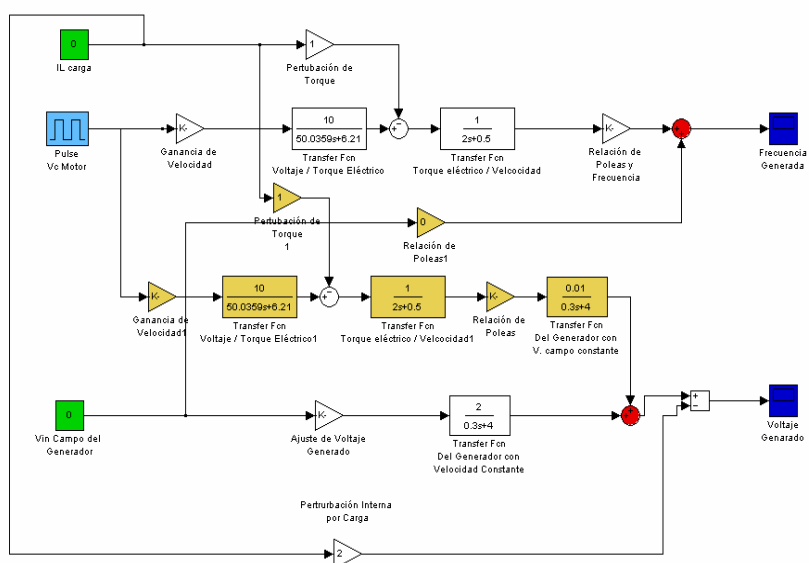 0
IL carga
1
Pertubación de
Torque
Pulse
Vc Motor
K-
Ganancia de
Velocidad
10
50.0359s+6.21
Transfer Fcn
Voltaje / Torque Eléctrico
1
2s+0.5
Transfer Fcn
Torque eléctrico / Velocidad
K-
Relación de
Poleas y
Frecuencia
Frecuencia
Generada
1
Pertubación de
Torque
1
0
Relación de
Poleas1
K-
Ganancia de
Velocidad1
10
50.0359s+6.21
Transfer Fcn
Voltaje / Torque Eléctrico1
1
2s+0.5
Transfer Fcn
Torque eléctrico / Velcocidad1
K-
Relación de
Poleas
0.01
0.3s+4
Transfer Fcn
Del Generador con
V. campo constante
0
Vin Campo del
Generador
K-
Ajuste de Voltaje
Generado
2
0.3s+4
Transfer Fcn
Del Generador con
Velocidad Constante
Voltaje
Genarado
Pertrurbación Interna
por Carga
2